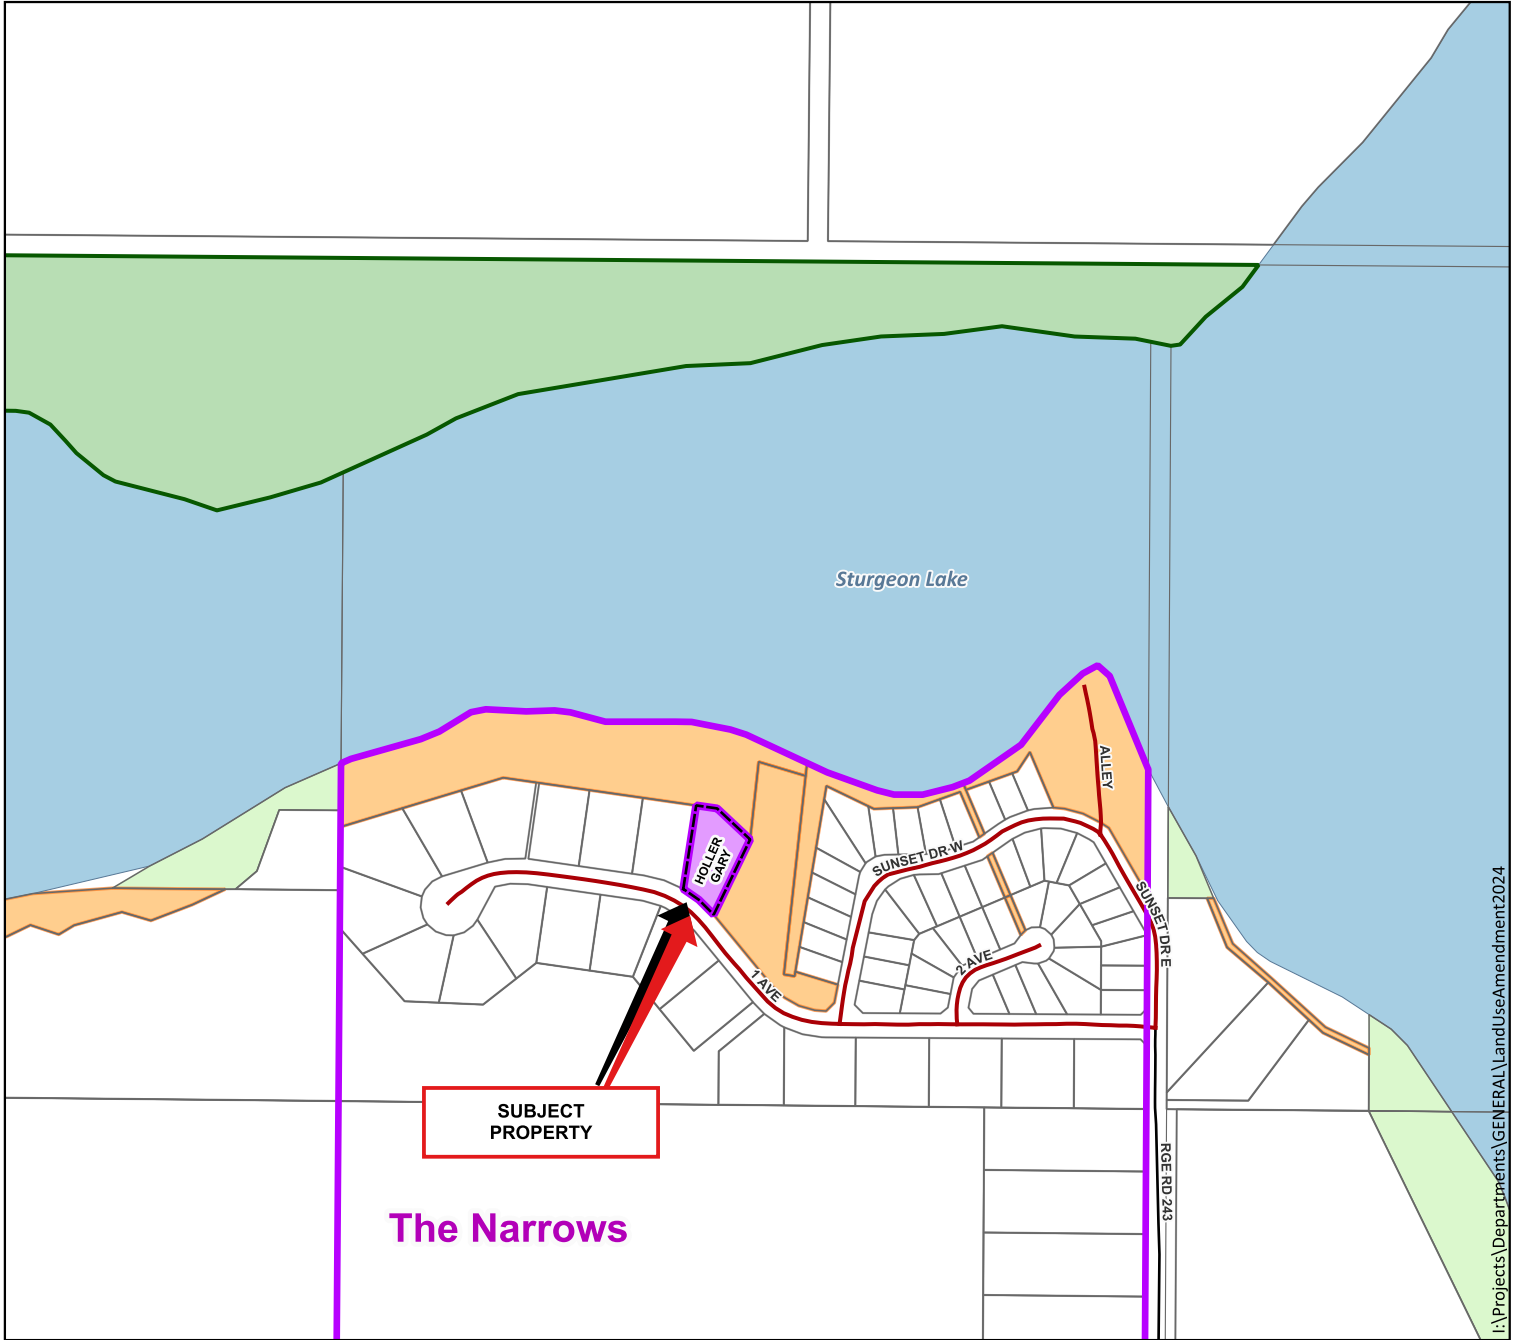 Sturgeon Lake
ALLEY
SUNSET DR W
HOLLER
GARY
SUNSET DR E
2 AVE
1 AVE
SUBJECT
PROPERTY
RGE RD 243
The Narrows
I:\Projects\Departments\GENERAL\LandUseAmendment2024